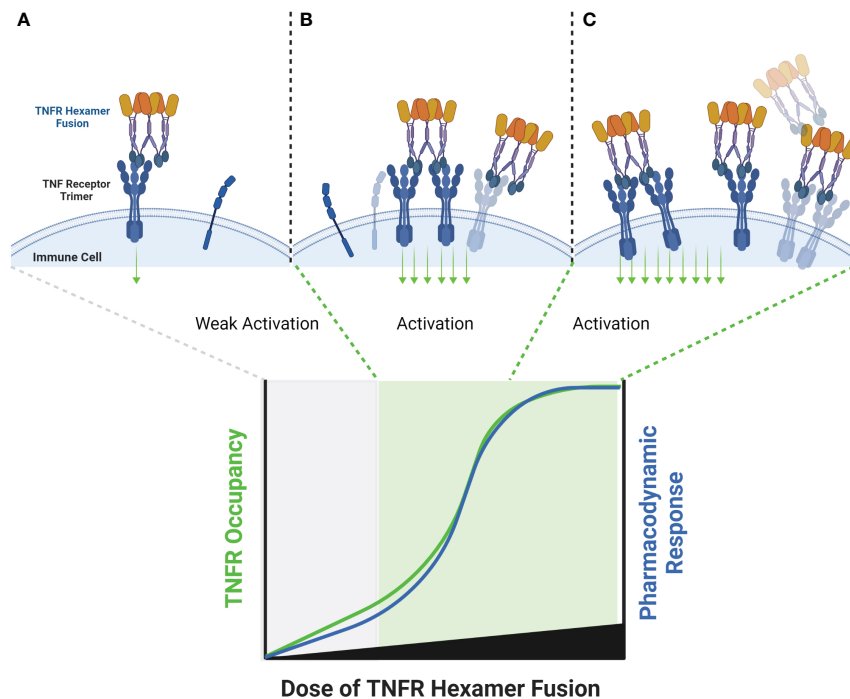 A
B
C
TNFR Hexamer
Fusion
TNF Receptor
Trimer
Immune Cell
Weak Activation
Activation
Activation
TNFR Occupancy
Pharmacodynamic
Response
Dose of TNFR Hexamer Fusion